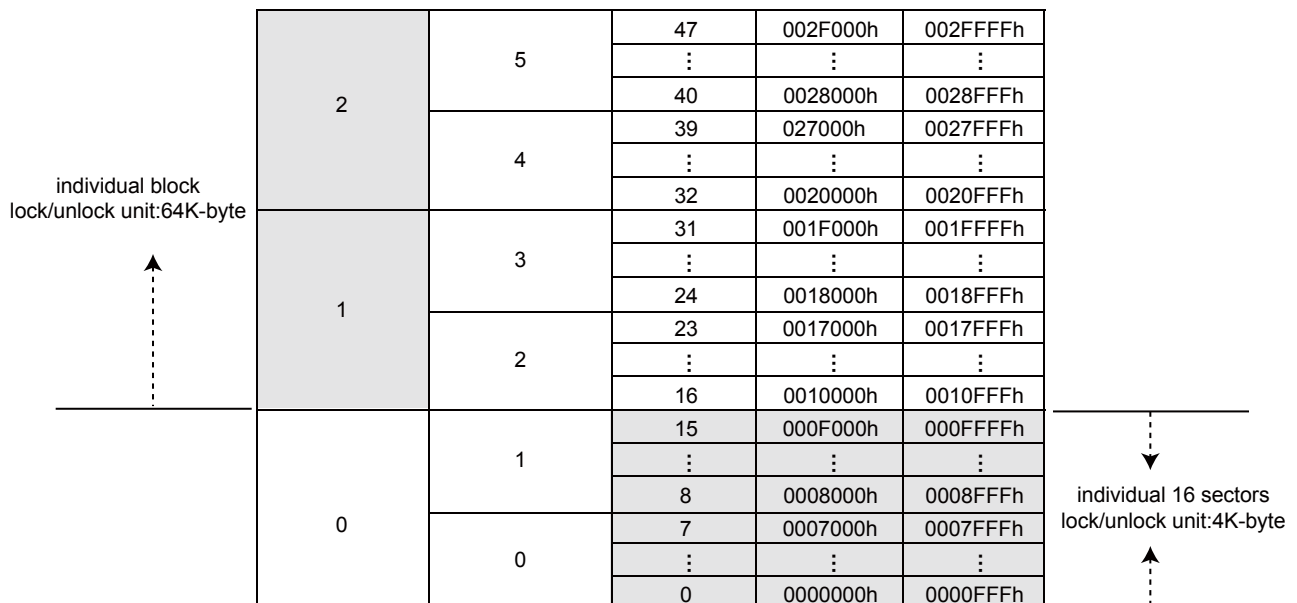 47 002F000h 002FFFFh
5
⋮ ⋮ ⋮
2
40 0028000h 0028FFFh
39 027000h 0027FFFh
4
⋮ ⋮ ⋮
individual block
lock/unlock unit:64K-byte
32 0020000h 0020FFFh
31 001F000h 001FFFFh
3
⋮ ⋮ ⋮
1
24 0018000h 0018FFFh
23 0017000h 0017FFFh
2
⋮ ⋮ ⋮
16 0010000h 0010FFFh
15 000F000h 000FFFFh
1
⋮ ⋮ ⋮
0
8 0008000h 0008FFFh
individual 16 sectors
lock/unlock unit:4K-byte
7 0007000h 0007FFFh
0
⋮ ⋮ ⋮
0 0000000h 0000FFFh